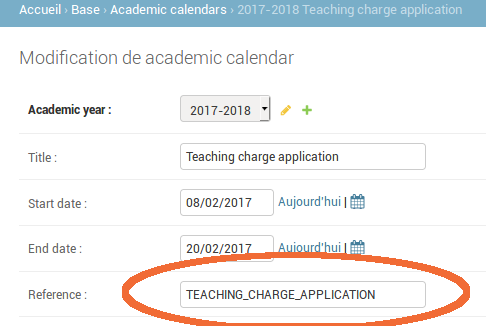 Accueil › Base › Academic calendars › 2017-2018 Teaching charge application
Modification de academic calendar
Academic year : 2017-2018
Title : Teaching charge application
Start date : 08/02/2017 Aujourd'hui |
End date : 20/02/2017 Aujourd'hui |
Reference : TEACHING_CHARGE_APPLICATION